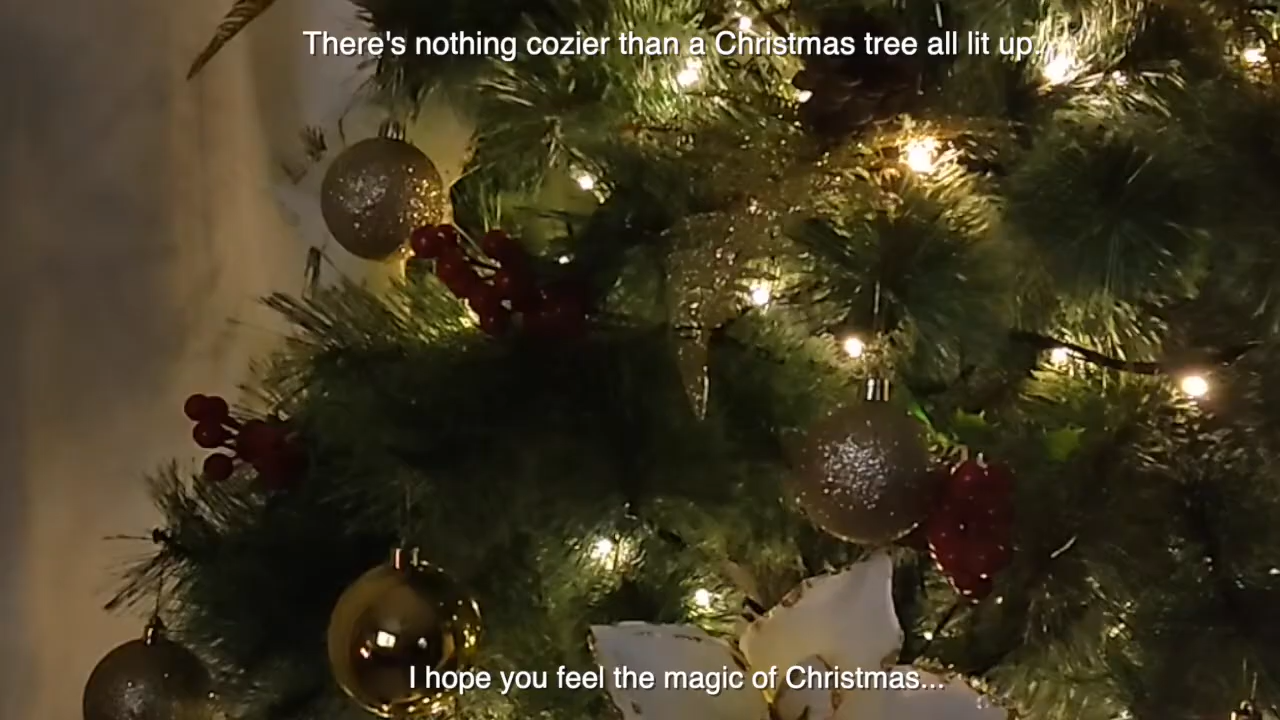 There's nothing cozier than a Christmas tree all lit up.
I hope you feel the magic of Christmas...